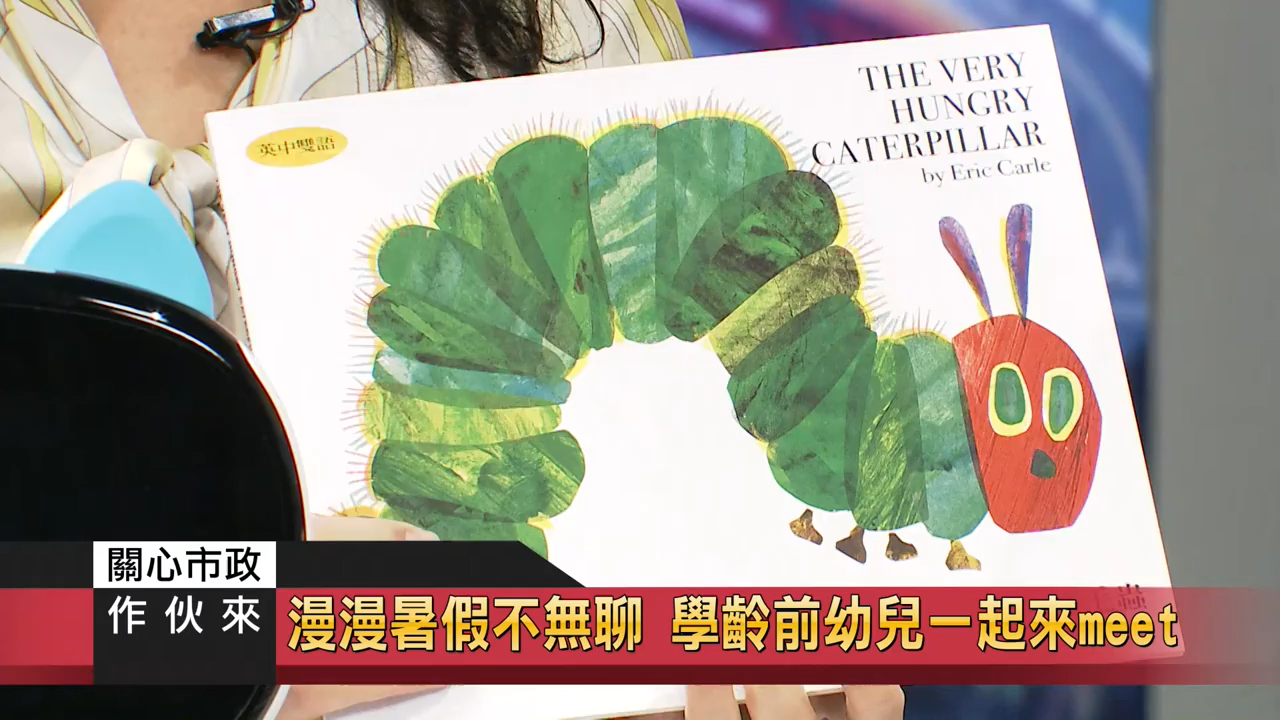 THE VERY
HUNGRY
CATERPILLAR
by Eric Carle
英中雙語
關心市政
作伙來
漫漫暑假不無聊 學齡前幼兒一起來meet